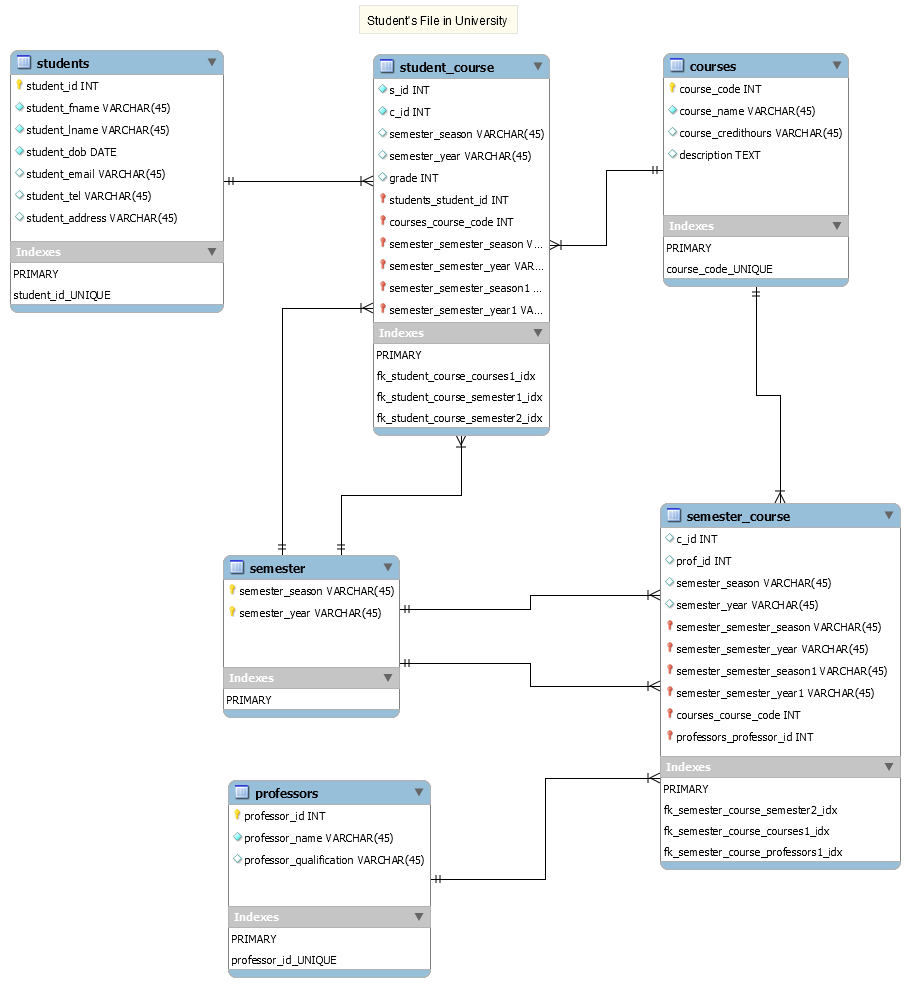 Student's File in University
students
student_id INT
student_fname VARCHAR(45)
student_lname VARCHAR(45)
student_dob DATE
student_email VARCHAR(45)
student_tel VARCHAR(45)
student_address VARCHAR(45)
Indexes
PRIMARY
student_id_UNIQUE
student_course
s_id INT
c_id INT
semester_season VARCHAR(45)
semester_year VARCHAR(45)
grade INT
students_student_id INT
courses_course_code INT
semester_semester_season V...
semester_semester_year VAR...
semester_semester_season1 ...
semester_semester_year1 VA...
Indexes
PRIMARY
fk_student_course_courses1_idx
fk_student_course_semester1_idx
fk_student_course_semester2_idx
courses
course_code INT
course_name VARCHAR(45)
course_credithours VARCHAR(45)
description TEXT
Indexes
PRIMARY
course_code_UNIQUE
semester
semester_season VARCHAR(45)
semester_year VARCHAR(45)
Indexes
PRIMARY
semester_course
c_id INT
prof_id INT
semester_season VARCHAR(45)
semester_year VARCHAR(45)
semester_semester_season VARCHAR(45)
semester_semester_year VARCHAR(45)
semester_semester_season1 VARCHAR(45)
semester_semester_year1 VARCHAR(45)
courses_course_code INT
professors_professor_id INT
Indexes
PRIMARY
fk_semester_course_semester2_idx
fk_semester_course_courses1_idx
fk_semester_course_professors1_idx
professors
professor_id INT
professor_name VARCHAR(45)
professor_qualification VARCHAR(45)
Indexes
PRIMARY
professor_id_UNIQUE